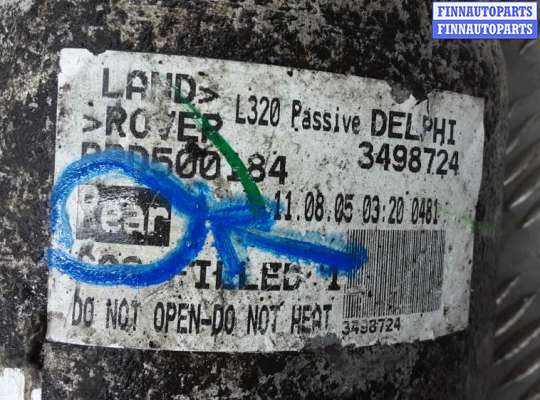 FINNAUTOPARTS
FINNAUTOPARTS
LAND>
>ROVER
L320 Passive DELPHI
3498724
500184
Rear
11.08.05 03:20 0481
FILLED
DO NOT OPEN-DO NOT HEAT
3498724